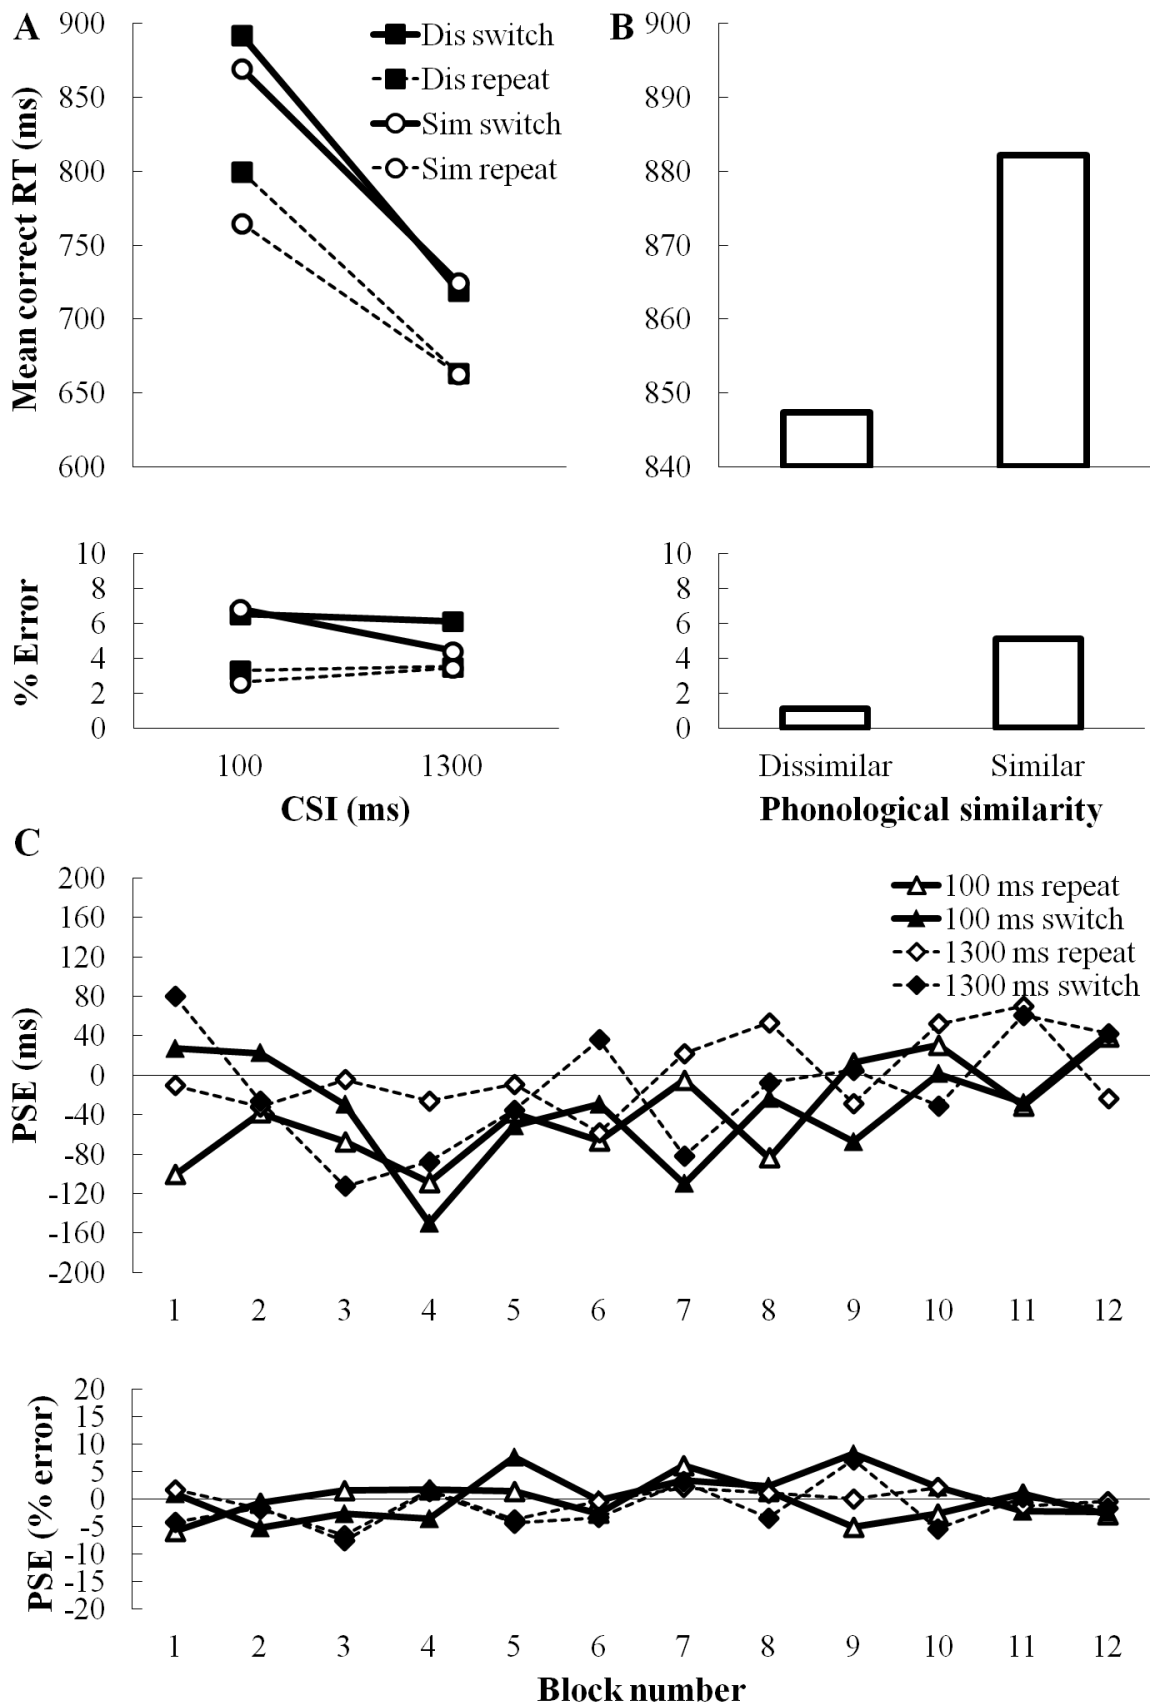 A
Mean correct RT (ms)
900
850
800
750
700
650
600
Dis switch
Dis repeat
Sim switch
Sim repeat
B
900
890
880
870
860
850
840
% Error
10
8
6
4
2
0
100 1300
CSI (ms)
10
8
6
4
2
0
Dissimilar Similar
Phonological similarity
C
PSE (ms)
200
160
120
80
40
0
-40
-80
-120
-160
-200
100 ms repeat
100 ms switch
1300 ms repeat
1300 ms switch
1 2 3 4 5 6 7 8 9 10 11 12
PSE (% error)
20
15
10
5
0
-5
-10
-15
-20
1 2 3 4 5 6 7 8 9 10 11 12
Block number